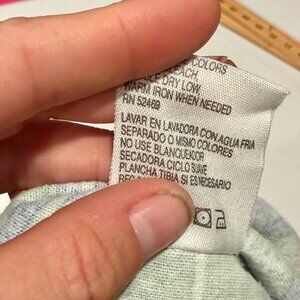 COLORS
EACH
DRY LOW
WARM IRON WHEN NEEDED
RN 52469
LAVAR EN LAVADORA CON AGUA FRIA
SEPARADO O MISMO COLORES
NO USE BLANQUEADOR
SECADORA CICLO SUAVE
PLANCHA TIBIA SI ES NECESARIO